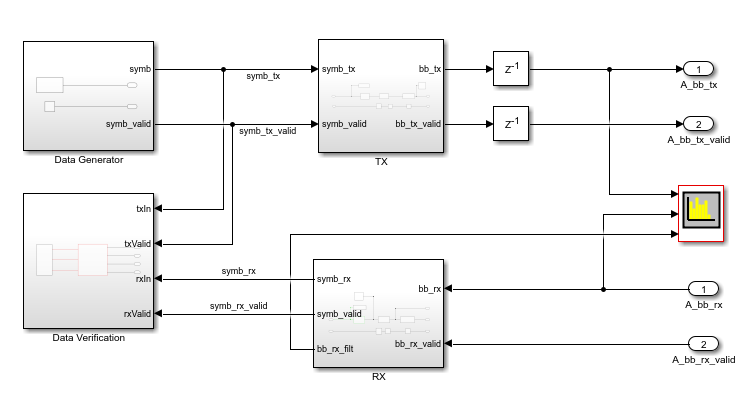 symb
symb_valid
Data Generator
symb_tx
symb_tx_valid
symb_tx
symb_valid
bb_tx
bb_tx_valid
TX
z-1
z-1
1
A_bb_tx
2
A_bb_tx_valid
txIn
txValid
rxIn
rxValid
Data Verification
symb_rx
symb_rx_valid
symb_rx
symb_valid
bb_rx_filt
bb_rx
bb_rx_valid
RX
1
A_bb_rx
2
A_bb_rx_valid